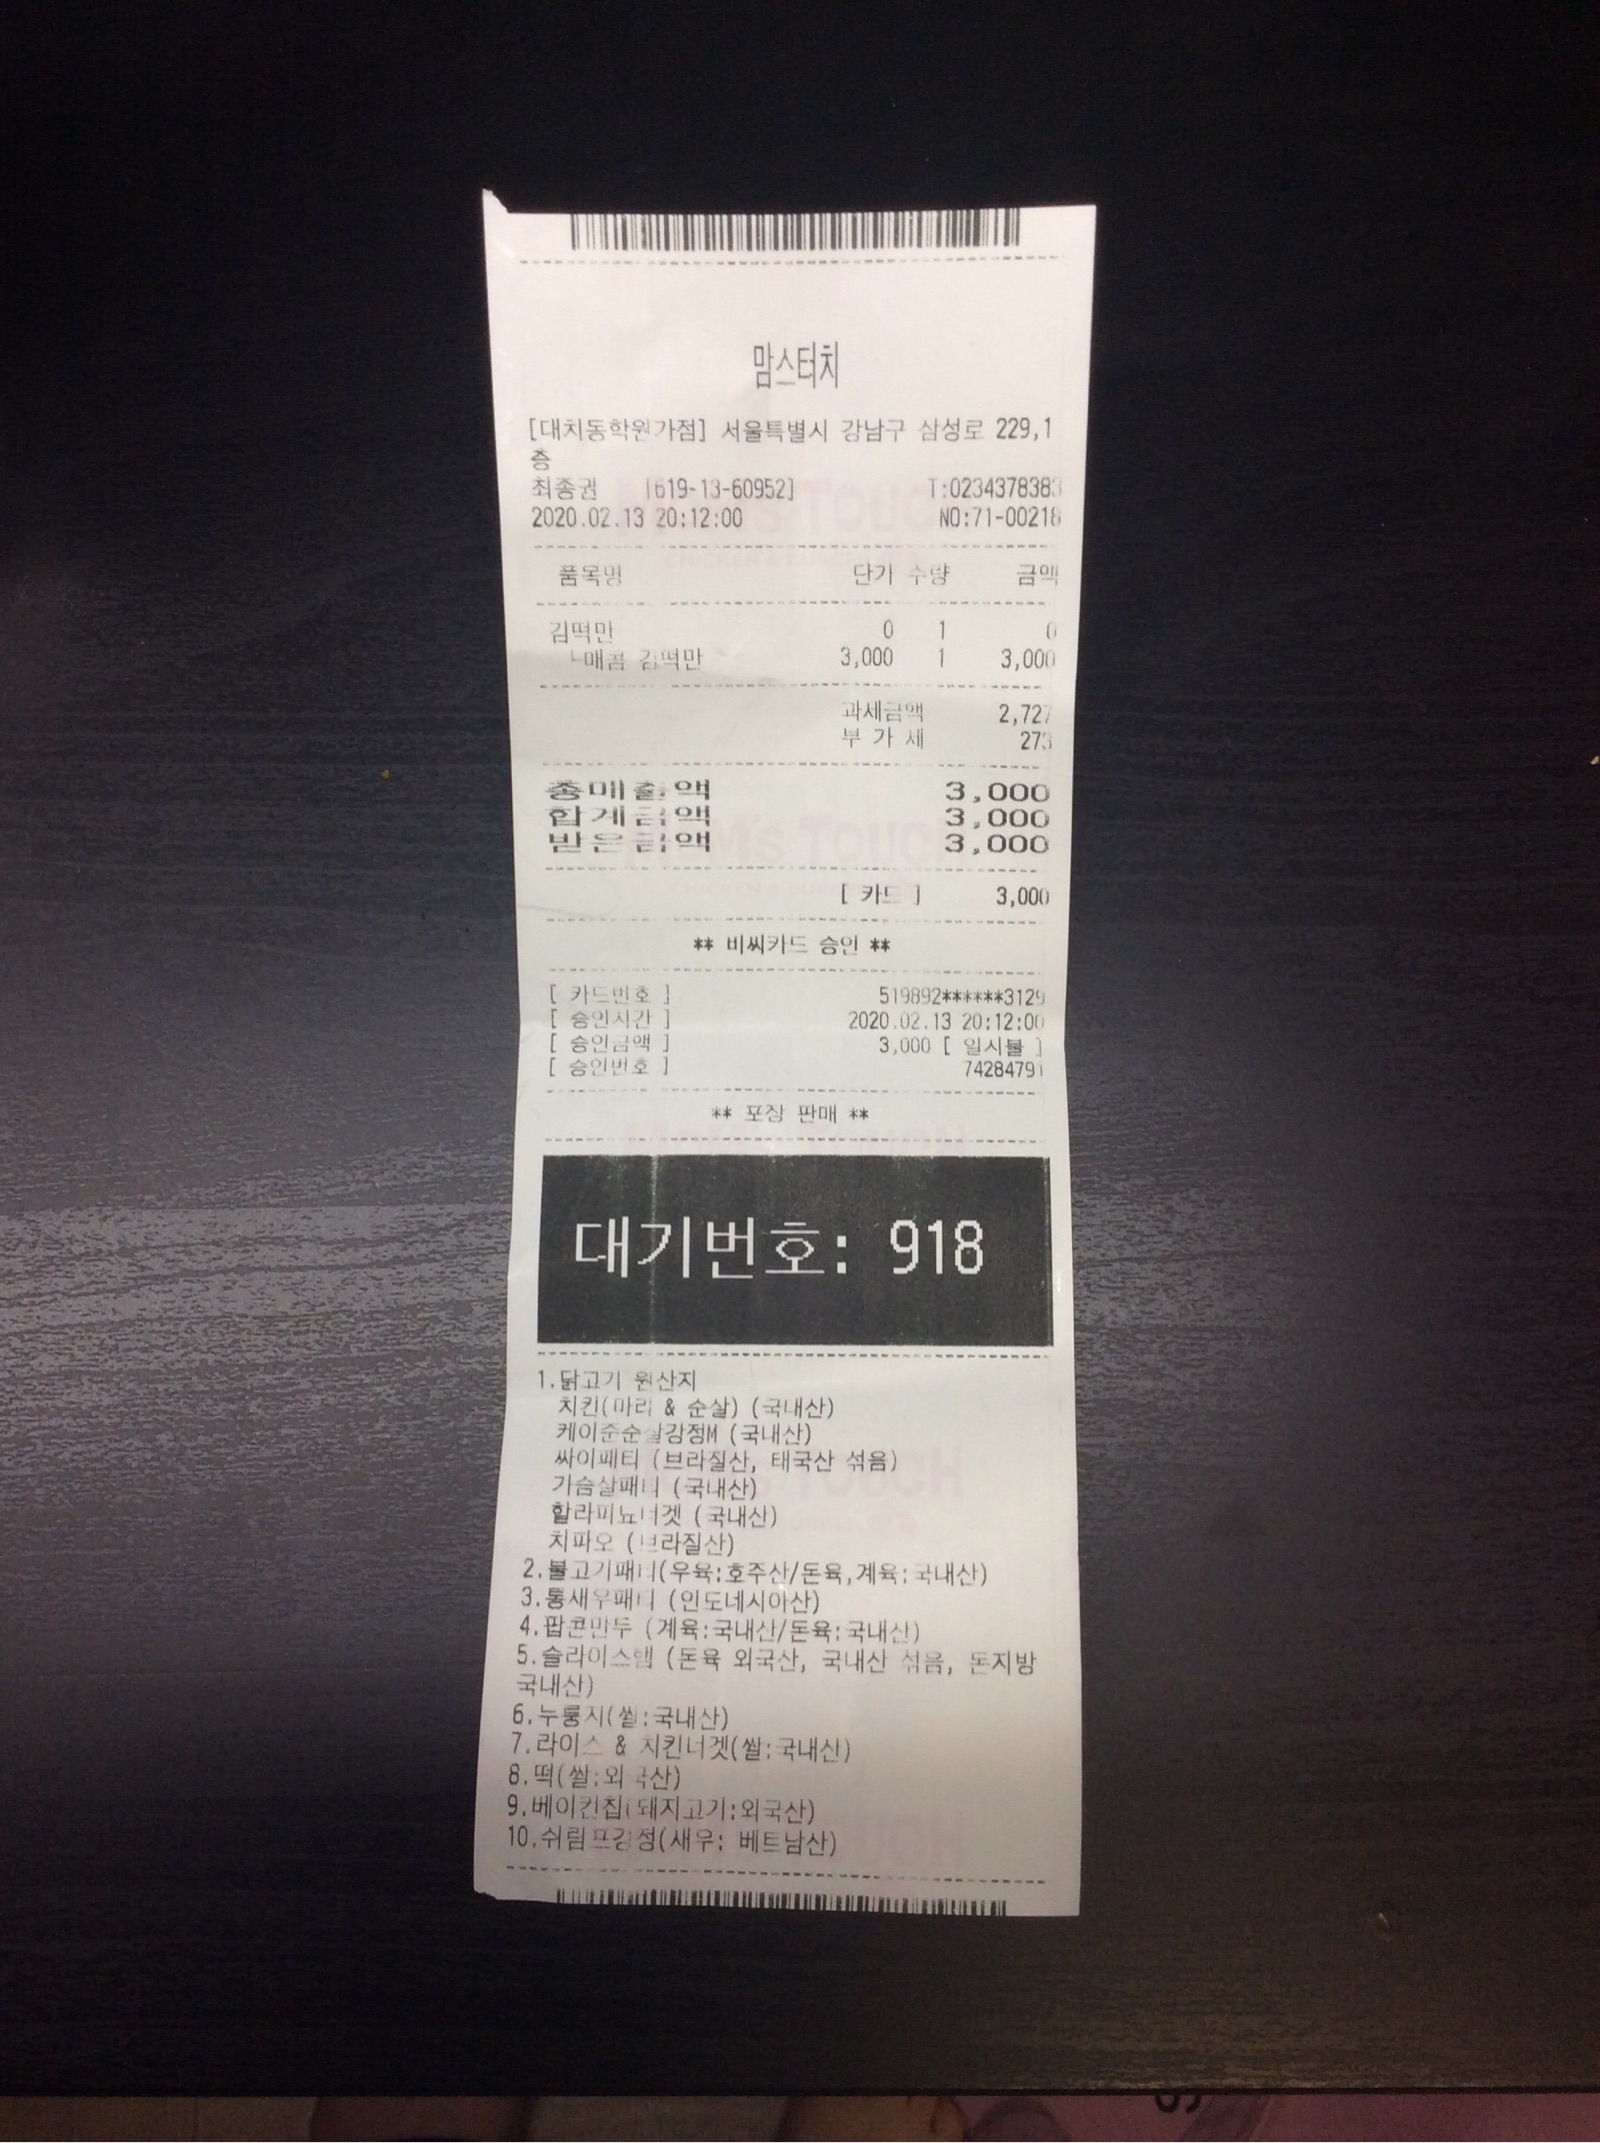 맘스터치
[대치동학원가점] 서울특별시 강남구 삼성로 229,1
층
최종권 [619-13-60952] T:0234378383
2020.02.13 20:12:00 NO:71-00218
품목명 단가 수량 금액
김떡만 0 1 0
└매콤 김떡만 3,000 1 3,000
과세금액 2,727
부 가 세 273
총매출액 3,000
합계금액 3,000
받은금액 3,000
[ 카드 ] 3,000
** 비씨카드 승인 **
[ 카드번호 ] 519892******3129
[ 승인시간 ] 2020.02.13 20:12:00
[ 승인금액 ] 3,000 [ 일시불 ]
[ 승인번호 ] 74284791
** 포장 판매 **
대기번호: 918
1.닭고기 원산지
치킨(마리 & 순살) (국내산)
케이준순살강정M (국내산)
싸이패티 (브라질산, 태국산 섞음)
가슴살패티 (국내산)
할라피뇨너겟 (국내산)
치파오 (브라질산)
2.불고기패티(우육:호주산/돈육,계육:국내산)
3.통새우패티 (인도네시아산)
4.팝콘만두 (계육:국내산/돈육:국내산)
5.슬라이스햄 (돈육 외국산, 국내산 섞음, 돈지방
국내산)
6.누룽지(쌀:국내산)
7.라이스 & 치킨너겟(쌀:국내산)
8.떡(쌀:외국산)
9.베이컨칩(돼지고기:외국산)
10.쉬림프강정(새우: 베트남산)